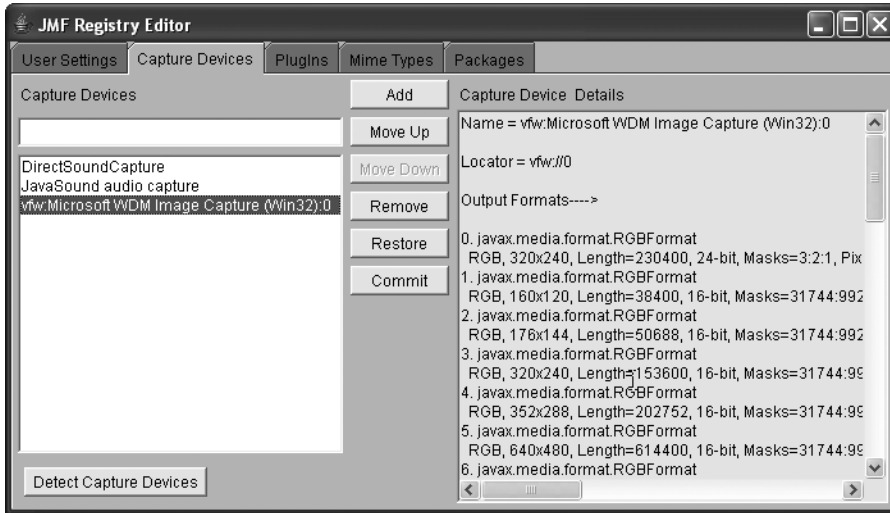 JMF Registry Editor
User Settings
Capture Devices
PlugIns
Mime Types
Packages
Capture Devices
DirectSoundCapture
JavaSound audio capture
vfw:Microsoft WDM Image Capture (Win32):0
Detect Capture Devices
Add
Move Up
Move Down
Remove
Restore
Commit
Capture Device Details
Name = vfw:Microsoft WDM Image Capture (Win32):0
Locator = vfw://0
Output Formats---->
0. javax.media.format.RGBFormat
RGB, 320x240, Length=230400, 24-bit, Masks=3:2:1, Pix
1. javax.media.format.RGBFormat
RGB, 160x120, Length=38400, 16-bit, Masks=31744:992
2. javax.media.format.RGBFormat
RGB, 176x144, Length=50688, 16-bit, Masks=31744:992
3. javax.media.format.RGBFormat
RGB, 320x240, Length=153600, 16-bit, Masks=31744:99
4. javax.media.format.RGBFormat
RGB, 352x288, Length=202752, 16-bit, Masks=31744:99
5. javax.media.format.RGBFormat
RGB, 640x480, Length=614400, 16-bit, Masks=31744:99
6. javax.media.format.RGBFormat